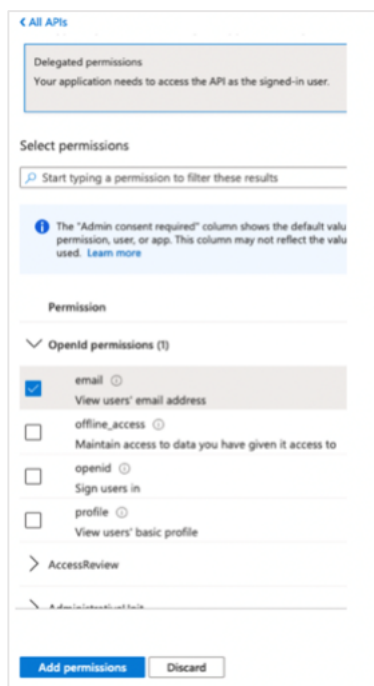 All APIs
Delegated permissions
Your application needs to access the API as the signed-in user.
Select permissions
Start typing a permission to filter these results
The "Admin consent required" column shows the default valu
permission, user, or app. This column may not reflect the valu
used. Learn more
Permission
OpenId permissions (1)
email
View users' email address
offline_access
Maintain access to data you have given it access to
openid
Sign users in
profile
View users' basic profile
AccessReview
Add permissions
Discard